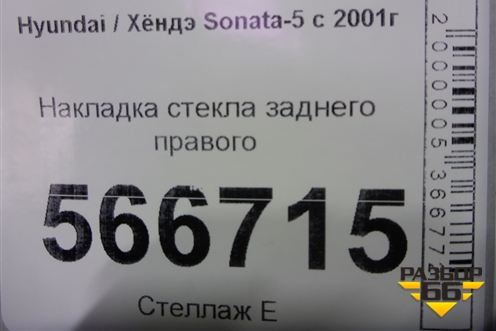 Hyundai / Хёндэ Sonata-5 с 2001г
Накладка стекла заднего
правого
566715
Стеллаж Е
РАЗБОР
66